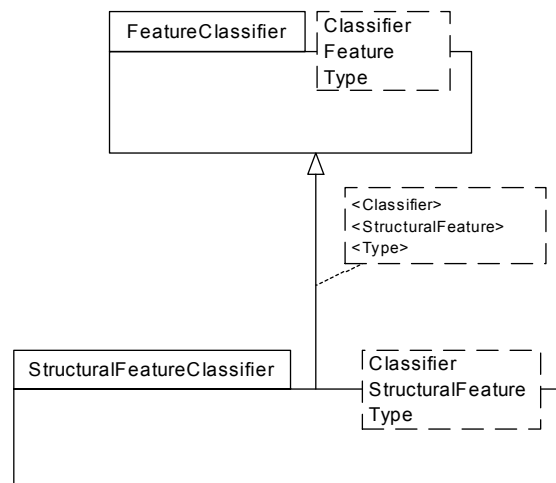 FeatureClassifier
Classifier
Feature
Type
<Classifier>
<StructuralFeature>
<Type>
StructuralFeatureClassifier
Classifier
StructuralFeature
Type